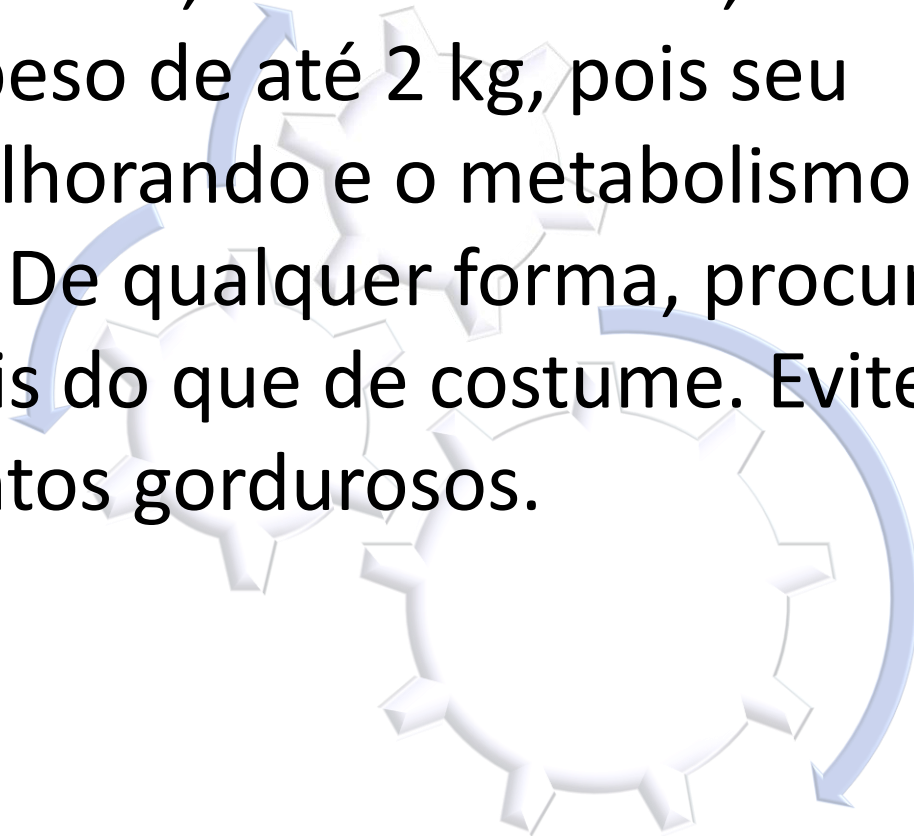 peso de até 2 kg, pois seu
lhorando e o metabolismo
De qualquer forma, procur
is do que de costume. Evite
tos gordurosos.